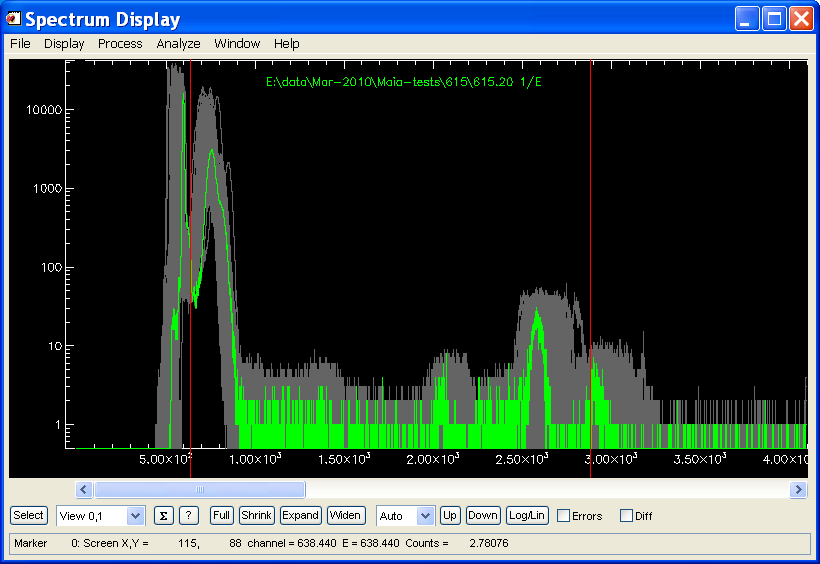 Spectrum Display
File Display Process Analyze Window Help
E:\data\Mar-2010\Maia-tests\615\615.20 1/E
10000
1000
100
10
1
5.00×10² 1.00×10³ 1.50×10³ 2.00×10³ 2.50×10³ 3.00×10³ 3.50×10³ 4.00×10
Select View 0,1 Σ ? Full Shrink Expand Widen Auto Up Down Log/Lin Errors Diff
Marker 0: Screen X,Y = 115, 88 channel = 638.440 E = 638.440 Counts = 2.78076